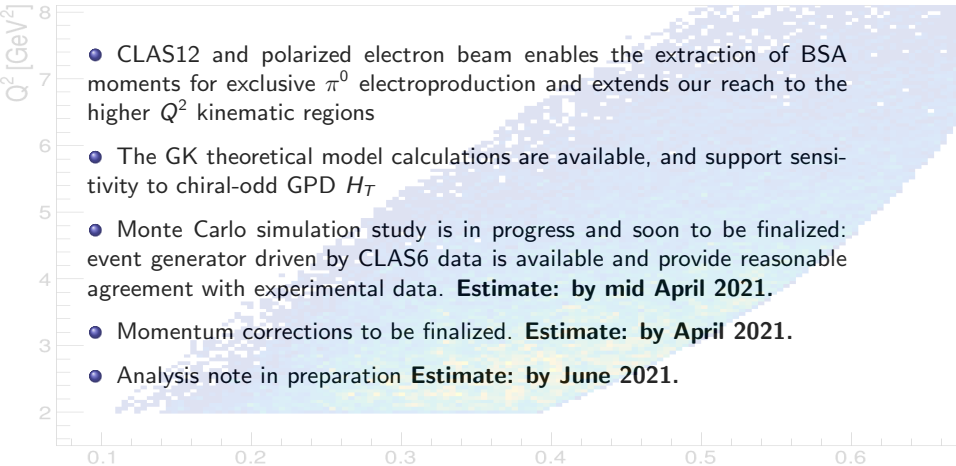 8
Q² [GeV²]
• CLAS12 and polarized electron beam enables the extraction of BSA
7
moments for exclusive π⁰ electroproduction and extends our reach to the
higher Q² kinematic regions
6
• The GK theoretical model calculations are available, and support sensi-
tivity to chiral-odd GPD H_T
5
• Monte Carlo simulation study is in progress and soon to be finalized:
event generator driven by CLAS6 data is available and provide reasonable
4
agreement with experimental data. Estimate: by mid April 2021.
• Momentum corrections to be finalized. Estimate: by April 2021.
3
• Analysis note in preparation Estimate: by June 2021.
2
0.1 0.2 0.3 0.4 0.5 0.6